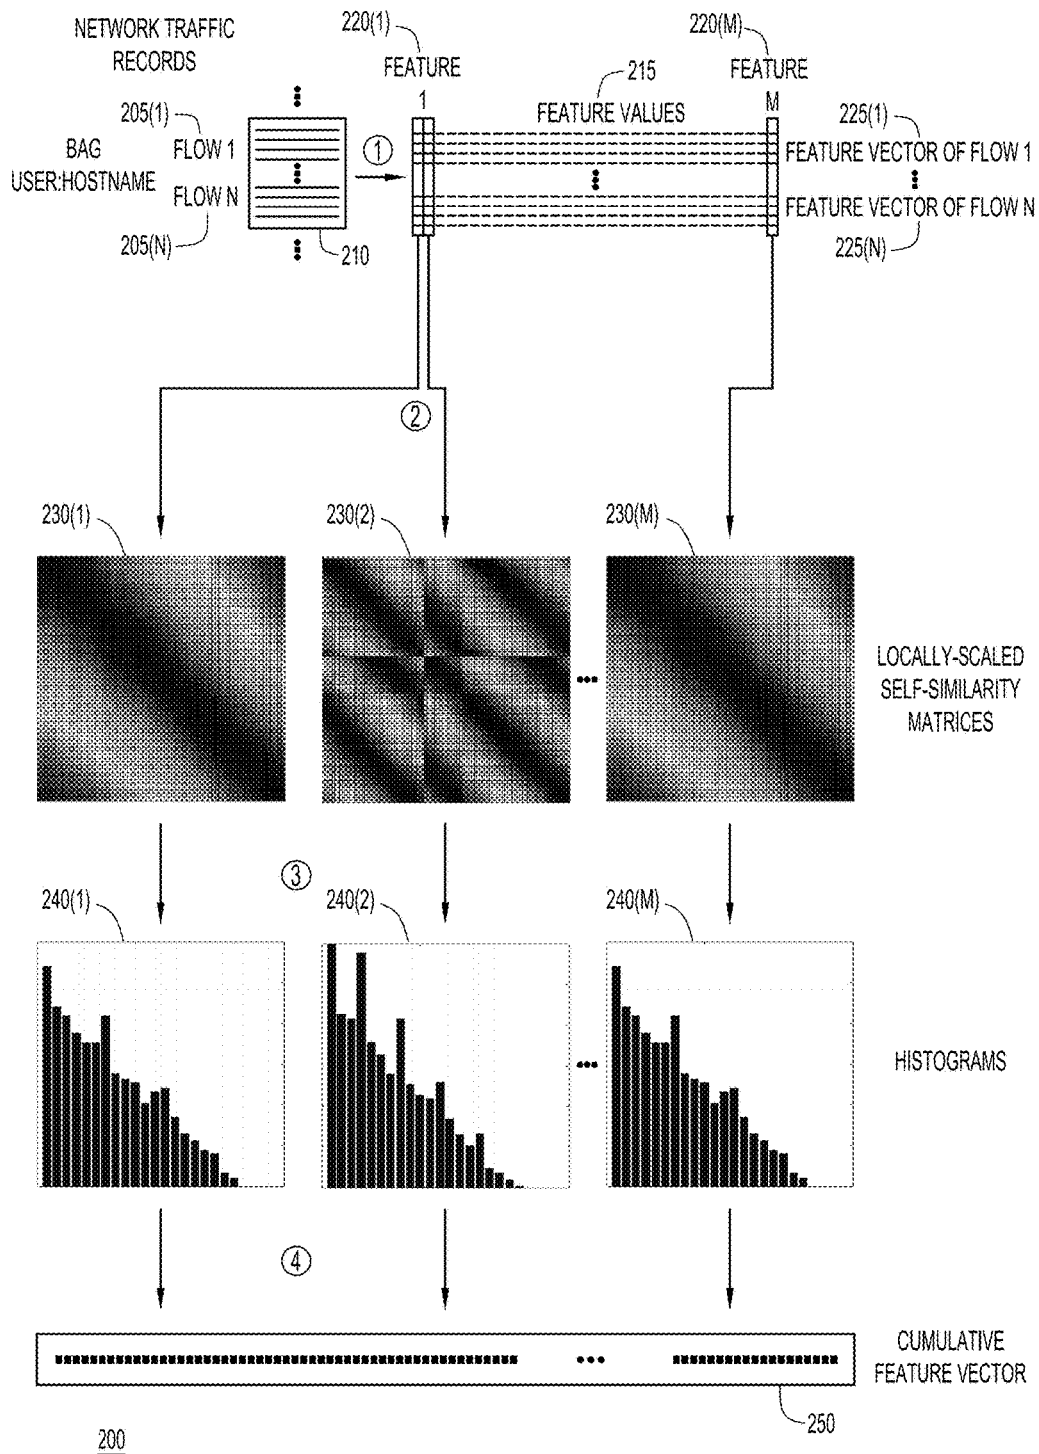 NETWORK TRAFFIC
RECORDS
220(1)
FEATURE
1
215
FEATURE VALUES
220(M)
FEATURE
M
205(1)
BAG
USER:HOSTNAME
FLOW 1
FLOW N
205(N)
210
1
225(1)
FEATURE VECTOR OF FLOW 1
FEATURE VECTOR OF FLOW N
225(N)
2
230(1)
230(2)
230(M)
LOCALLY-SCALED
SELF-SIMILARITY
MATRICES
3
240(1)
240(2)
240(M)
HISTOGRAMS
4
CUMULATIVE
FEATURE VECTOR
250
200